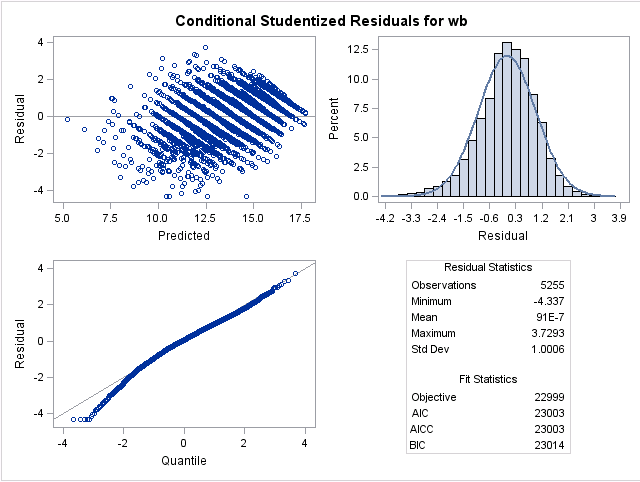 Conditional Studentized Residuals for wb
4
2
0
-2
-4
Residual
5.0 7.5 10.0 12.5 15.0 17.5
Predicted
12.5
10.0
7.5
5.0
2.5
0.0
Percent
-4.2 -3.3 -2.4 -1.5 -0.6 0.3 1.2 2.1 3 3.9
Residual
4
2
0
-2
-4
Residual
-4 -2 0 2 4
Quantile
Residual Statistics
Observations 5255
Minimum -4.337
Mean 91E-7
Maximum 3.7293
Std Dev 1.0006
Fit Statistics
Objective 22999
AIC 23003
AICC 23003
BIC 23014